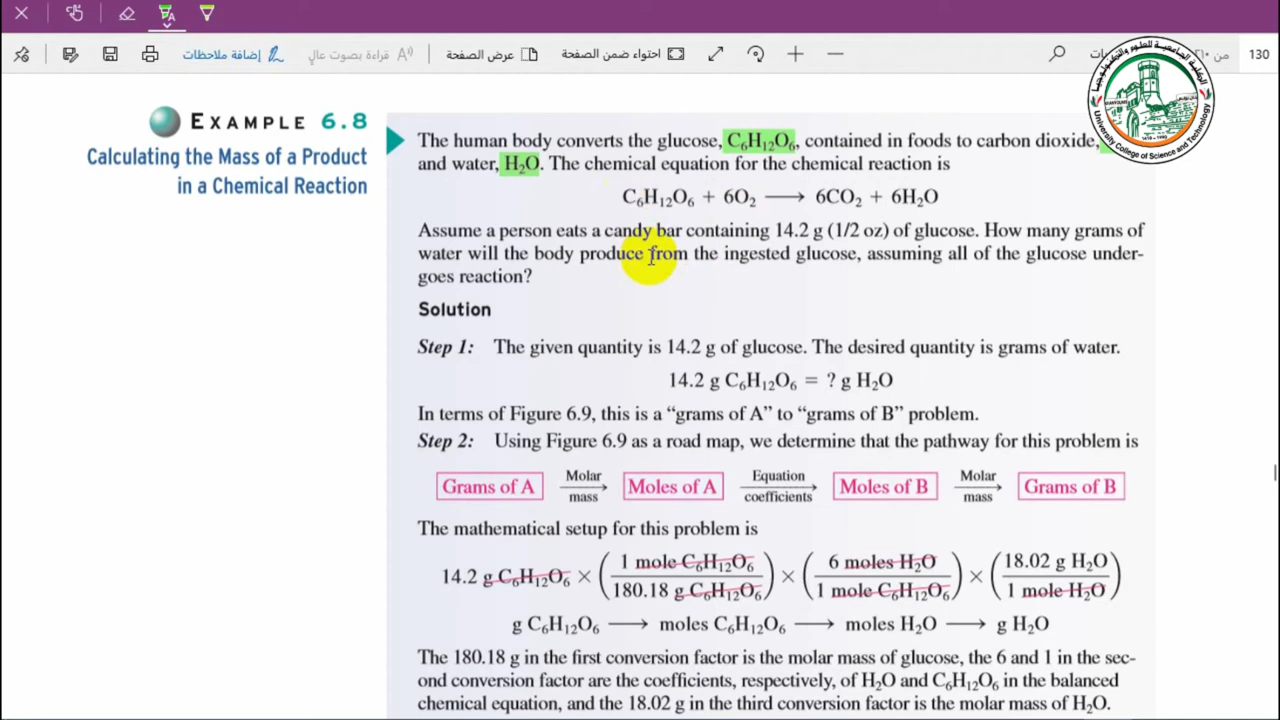 إضافة ملاحظات
قراءة بصوت عالٍ
عرض الصفحة
احتواء ضمن الصفحة
من
130
الكلية الجامعية للعلوم والتكنولوجيا
University College of Science and Technology
EXAMPLE 6.8
Calculating the Mass of a Product
in a Chemical Reaction
The human body converts the glucose, C₆H₁₂O₆, contained in foods to carbon dioxide,
and water, H₂O. The chemical equation for the chemical reaction is
C₆H₁₂O₆ + 6O₂ ⟶ 6CO₂ + 6H₂O
Assume a person eats a candy bar containing 14.2 g (1/2 oz) of glucose. How many grams of
water will the body produce from the ingested glucose, assuming all of the glucose under-
goes reaction?
Solution
Step 1: The given quantity is 14.2 g of glucose. The desired quantity is grams of water.
14.2 g C₆H₁₂O₆ = ? g H₂O
In terms of Figure 6.9, this is a “grams of A” to “grams of B” problem.
Step 2: Using Figure 6.9 as a road map, we determine that the pathway for this problem is
Grams of A Molar mass ⟶ Moles of A Equation coefficients ⟶ Moles of B Molar mass ⟶ Grams of B
The mathematical setup for this problem is
14.2 g C₆H₁₂O₆ × (1 mole C₆H₁₂O₆ / 180.18 g C₆H₁₂O₆) × (6 moles H₂O / 1 mole C₆H₁₂O₆) × (18.02 g H₂O / 1 mole H₂O)
g C₆H₁₂O₆ ⟶ moles C₆H₁₂O₆ ⟶ moles H₂O ⟶ g H₂O
The 180.18 g in the first conversion factor is the molar mass of glucose, the 6 and 1 in the sec-
ond conversion factor are the coefficients, respectively, of H₂O and C₆H₁₂O₆ in the balanced
chemical equation, and the 18.02 g in the third conversion factor is the molar mass of H₂O.